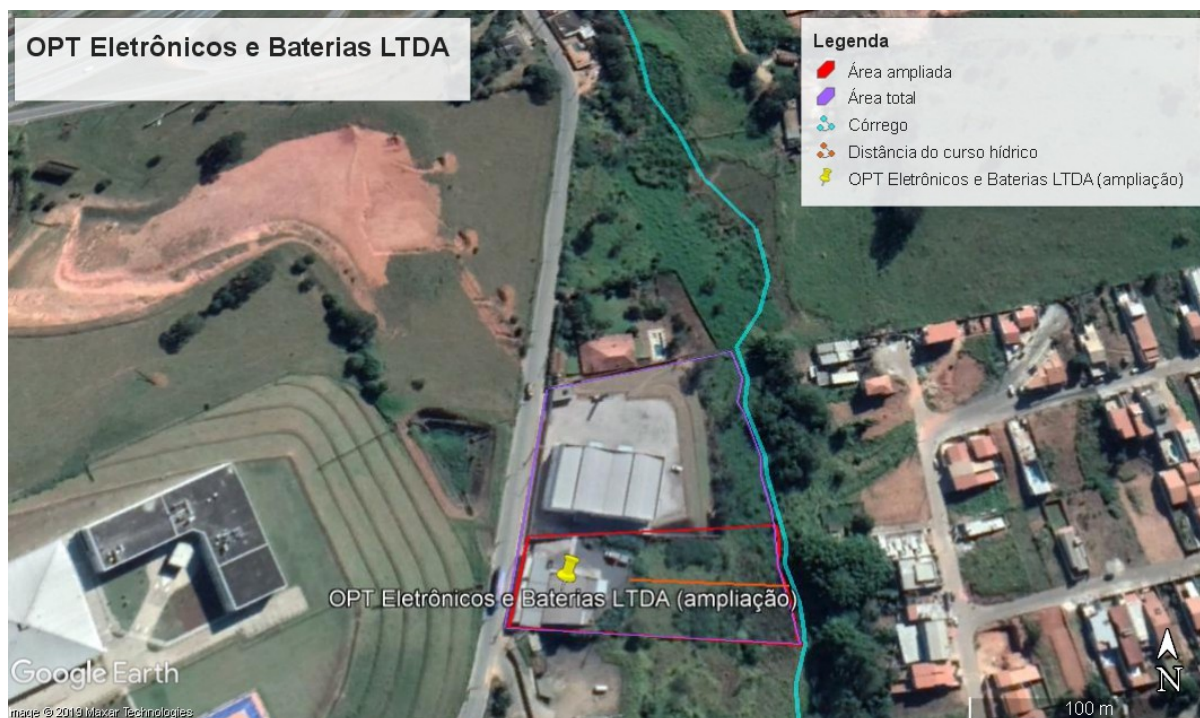 OPT Eletrônicos e Baterias LTDA
Legenda
Área ampliada
Área total
Córrego
Distância do curso hídrico
OPT Eletrônicos e Baterias LTDA (ampliação)
OPT Eletrônicos e Baterias LTDA (ampliação)
Google Earth
N
mage © 2019 Maxar Technologies
100 m